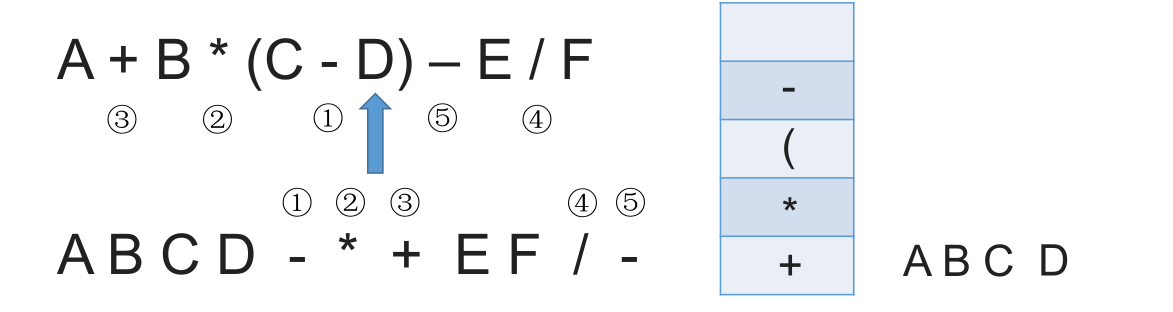 A + B * (C - D) – E / F
③ ② ① ⑤ ④
① ② ③ ④ ⑤
A B C D - * + E F / -
-
(
*
+
A B C D